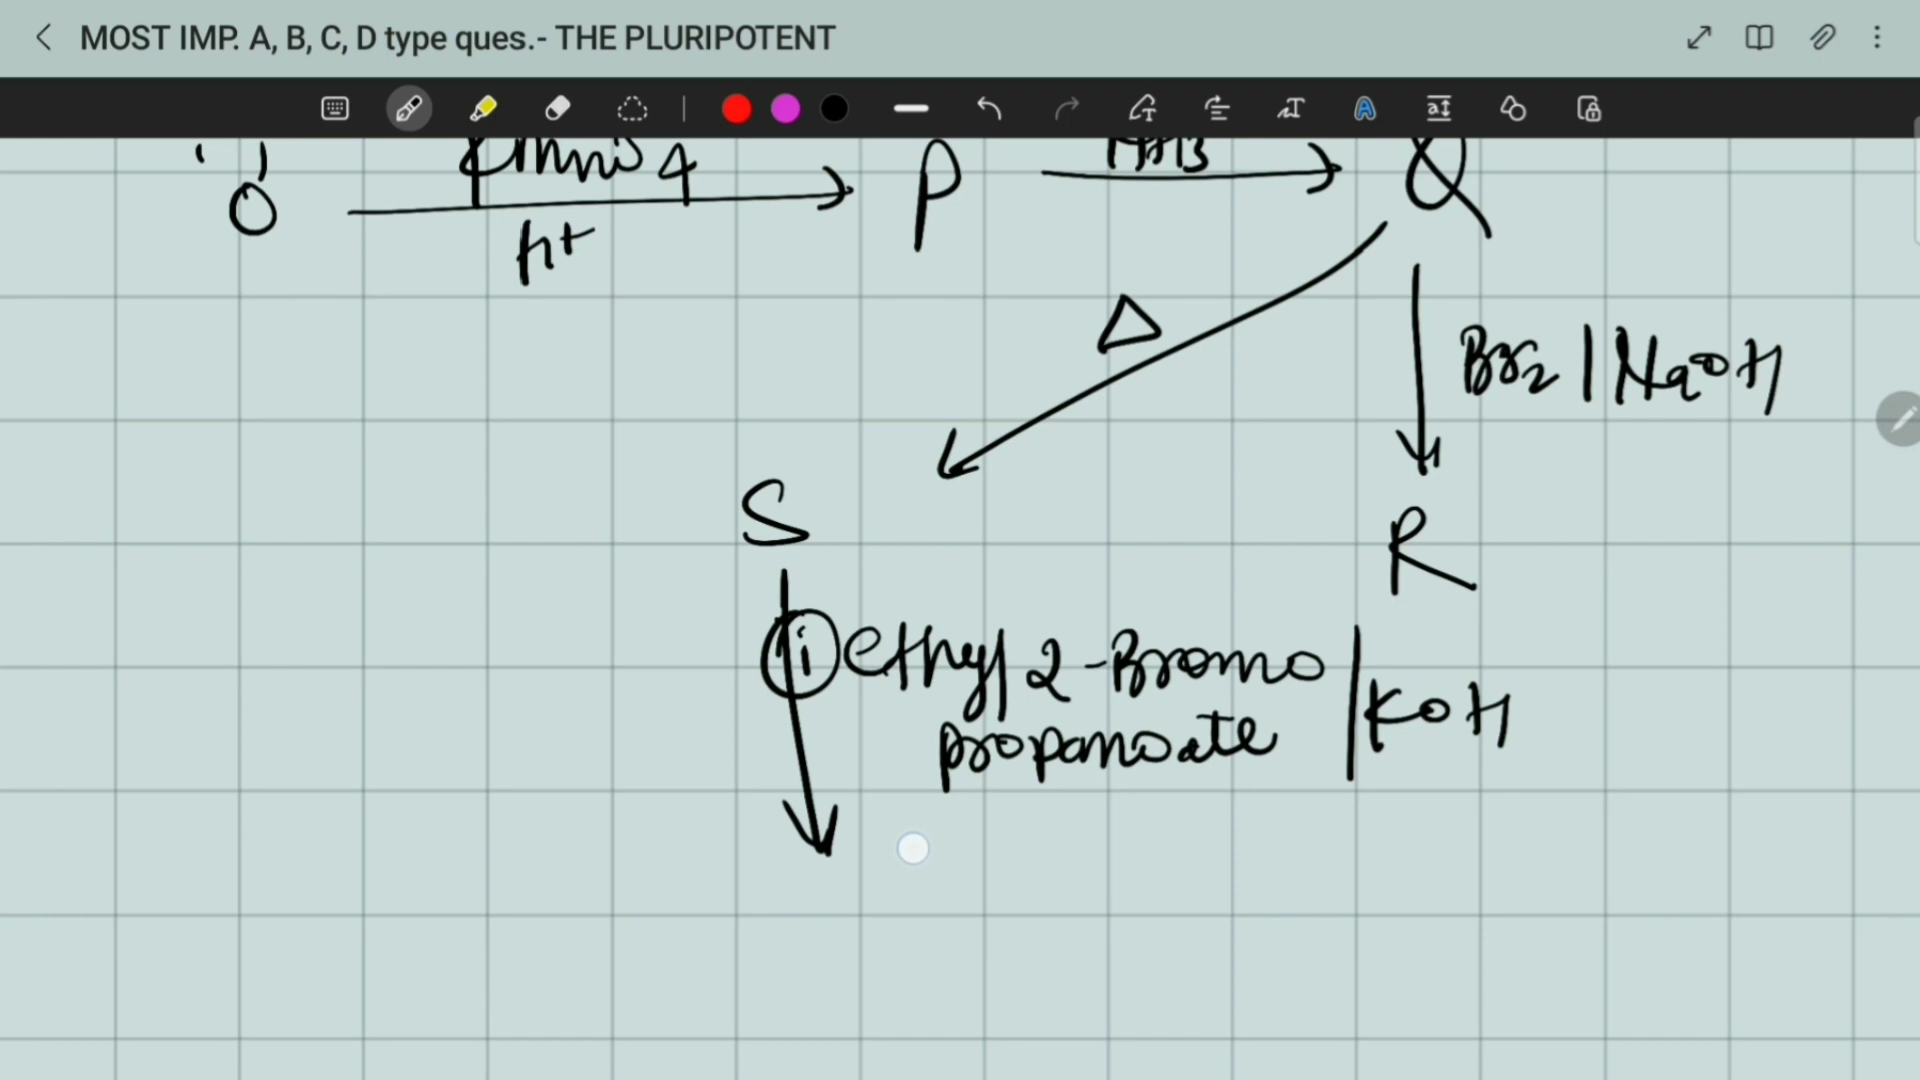 MOST IMP. A, B, C, D type ques.- THE PLURIPOTENT
'O' KMnO4 P NH3 Q
H+
Δ Br2 | NaOH
S R
(i) ethyl 2-Bromo
propanoate / KOH